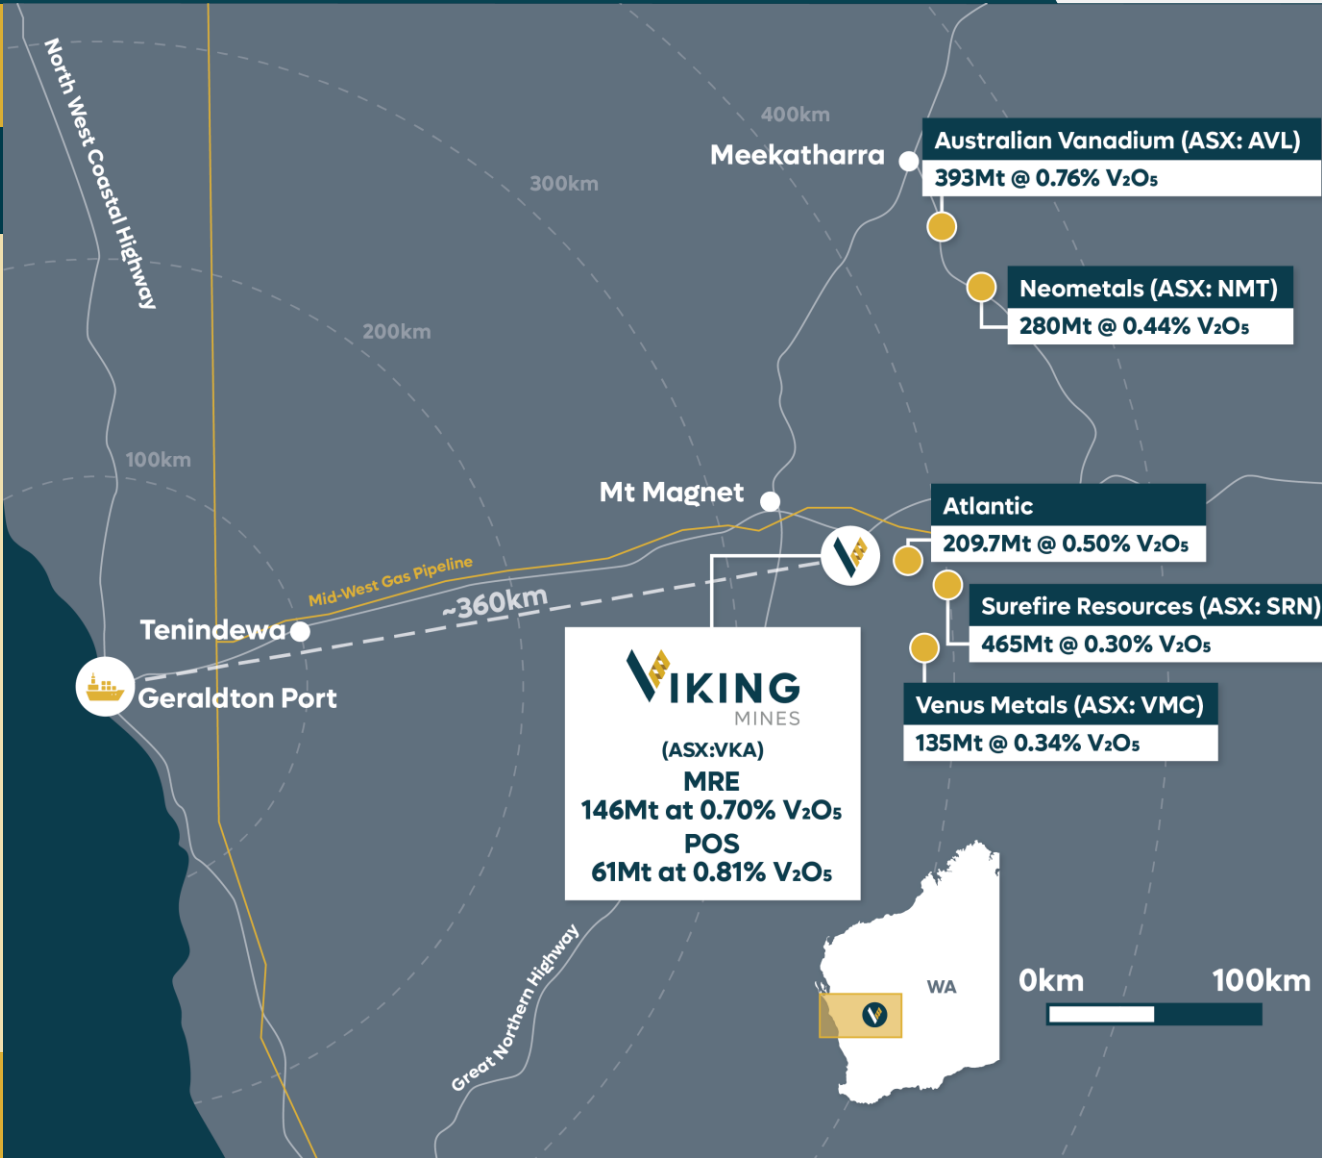 North West Coastal Highway
400km
Meekatharra
Australian Vanadium (ASX: AVL)
393Mt @ 0.76% V₂O₅
300km
Neometals (ASX: NMT)
280Mt @ 0.44% V₂O₅
200km
100km
Mt Magnet
Atlantic
209.7Mt @ 0.50% V₂O₅
Mid-West Gas Pipeline
~360km
Surefire Resources (ASX: SRN)
465Mt @ 0.30% V₂O₅
Tenindewa
Geraldton Port
VIKING
MINES
(ASX:VKA)
MRE
146Mt at 0.70% V₂O₅
POS
61Mt at 0.81% V₂O₅
Venus Metals (ASX: VMC)
135Mt @ 0.34% V₂O₅
Great Northern Highway
WA
0km
100km